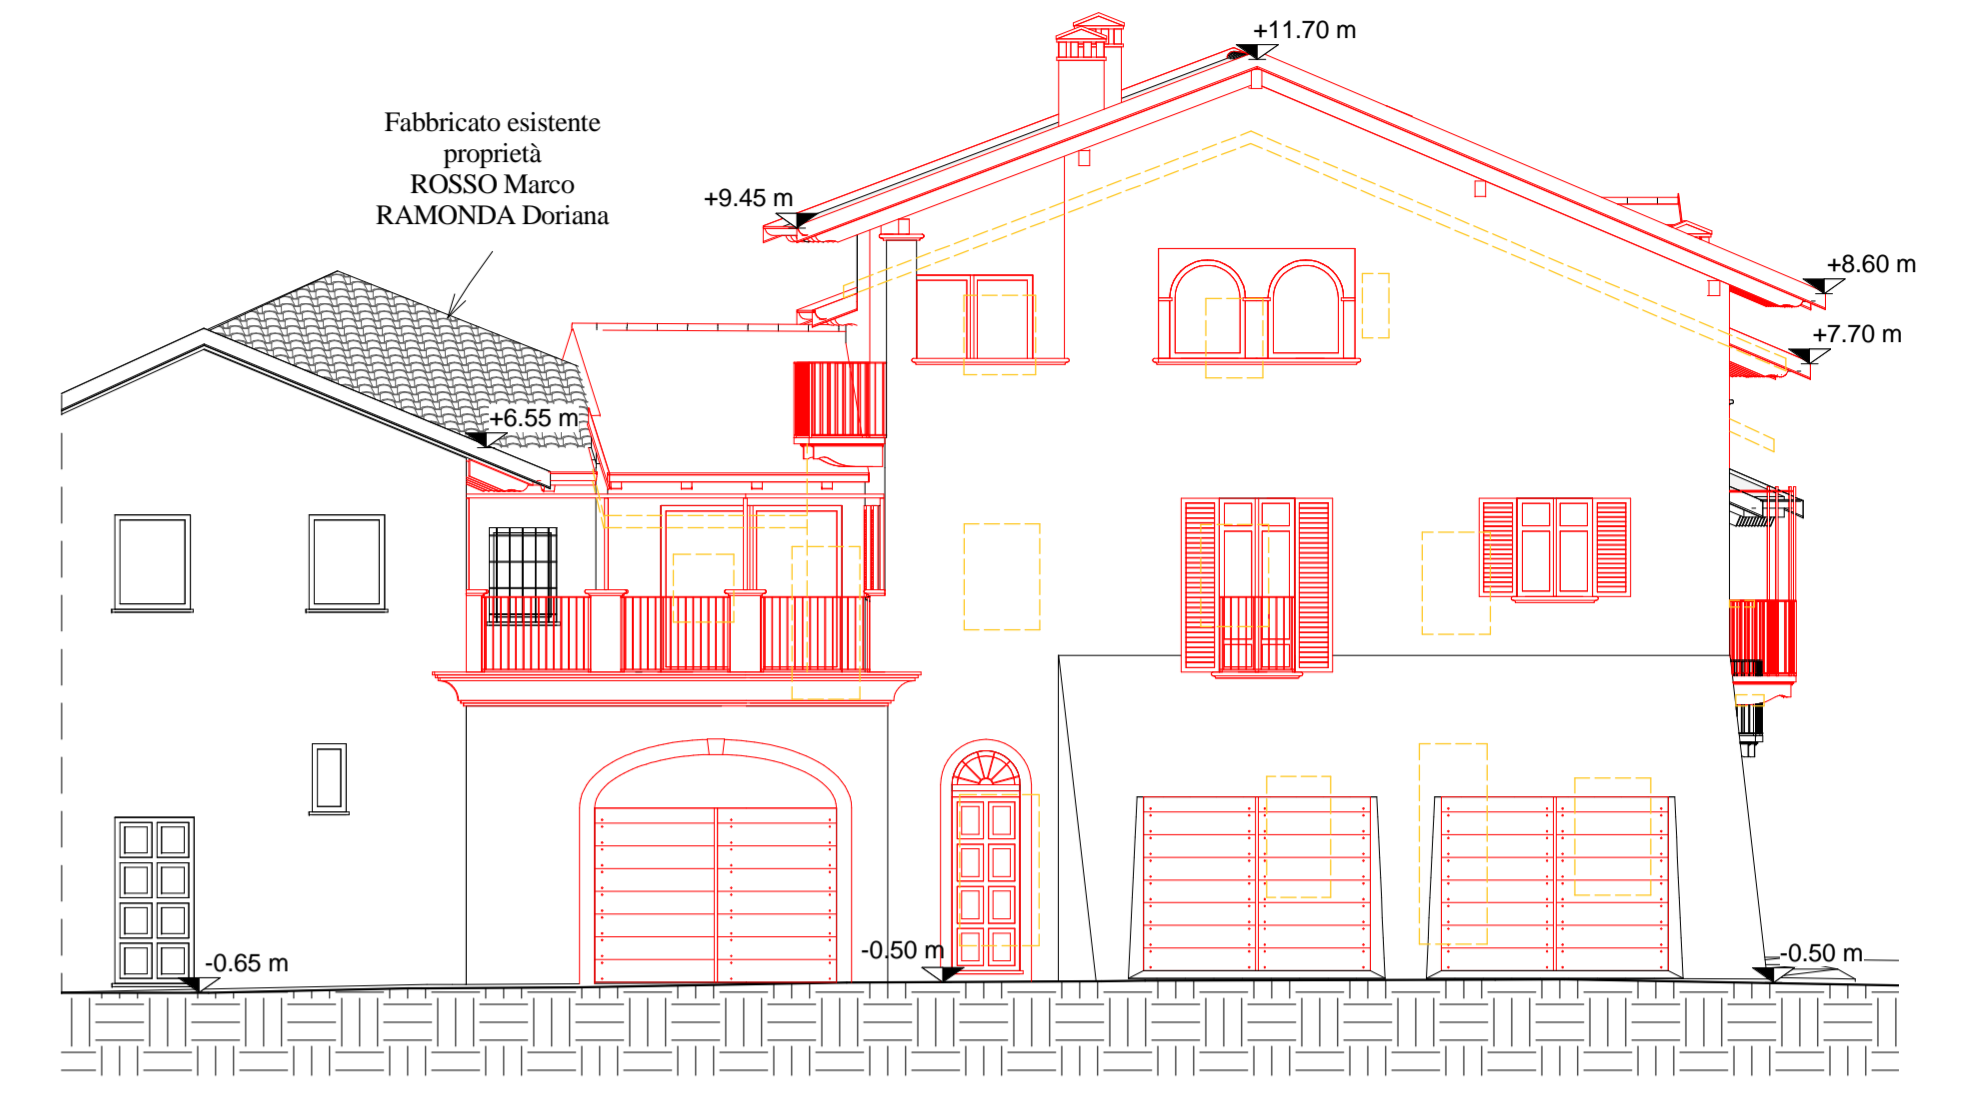 +11.70 m
Fabbricato esistente
proprietà
ROSSO Marco
RAMONDA Doriana
+9.45 m
+8.60 m
+7.70 m
+6.55 m
-0.65 m
-0.50 m
-0.50 m